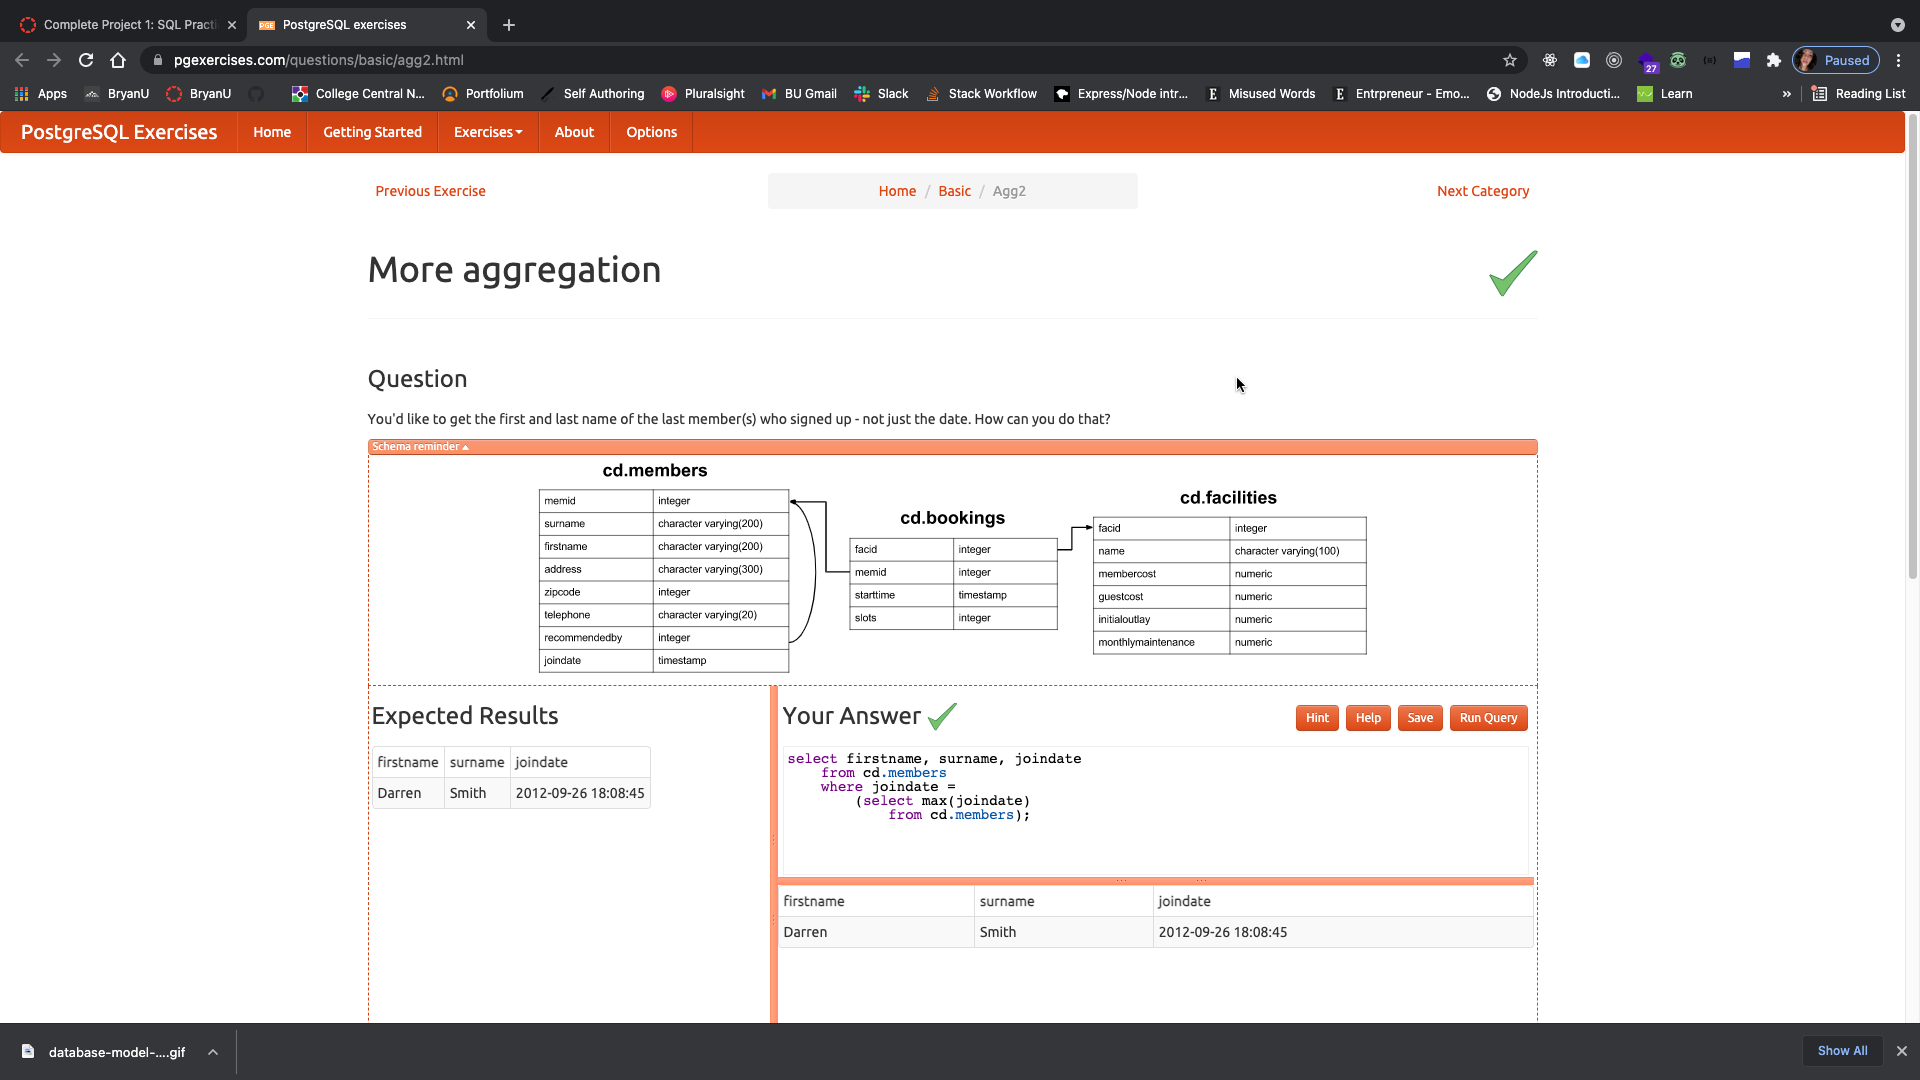 Complete Project 1: SQL Practi
PostgreSQL exercises
pgexercises.com/questions/basic/agg2.html
27
Paused
Apps
BryanU
BryanU
College Central N...
Portfolium
Self Authoring
Pluralsight
BU Gmail
Slack
Stack Workflow
Express/Node intr...
Misused Words
Entrpreneur - Emo...
NodeJs Introducti...
Learn
»
Reading List
PostgreSQL Exercises
Home
Getting Started
Exercises
About
Options
Previous Exercise
Home / Basic / Agg2
Next Category
More aggregation
Question
You'd like to get the first and last name of the last member(s) who signed up - not just the date. How can you do that?
Schema reminder
cd.members
memid integer
surname character varying(200)
firstname character varying(200)
address character varying(300)
zipcode integer
telephone character varying(20)
recommendedby integer
joindate timestamp
cd.bookings
facid integer
memid integer
starttime timestamp
slots integer
cd.facilities
facid integer
name character varying(100)
membercost numeric
guestcost numeric
initialoutlay numeric
monthlymaintenance numeric
Expected Results
firstname surname joindate
Darren Smith 2012-09-26 18:08:45
Your Answer
Hint
Help
Save
Run Query
select firstname, surname, joindate
from cd.members
where joindate =
(select max(joindate)
from cd.members);
firstname surname joindate
Darren Smith 2012-09-26 18:08:45
database-model-....gif
Show All